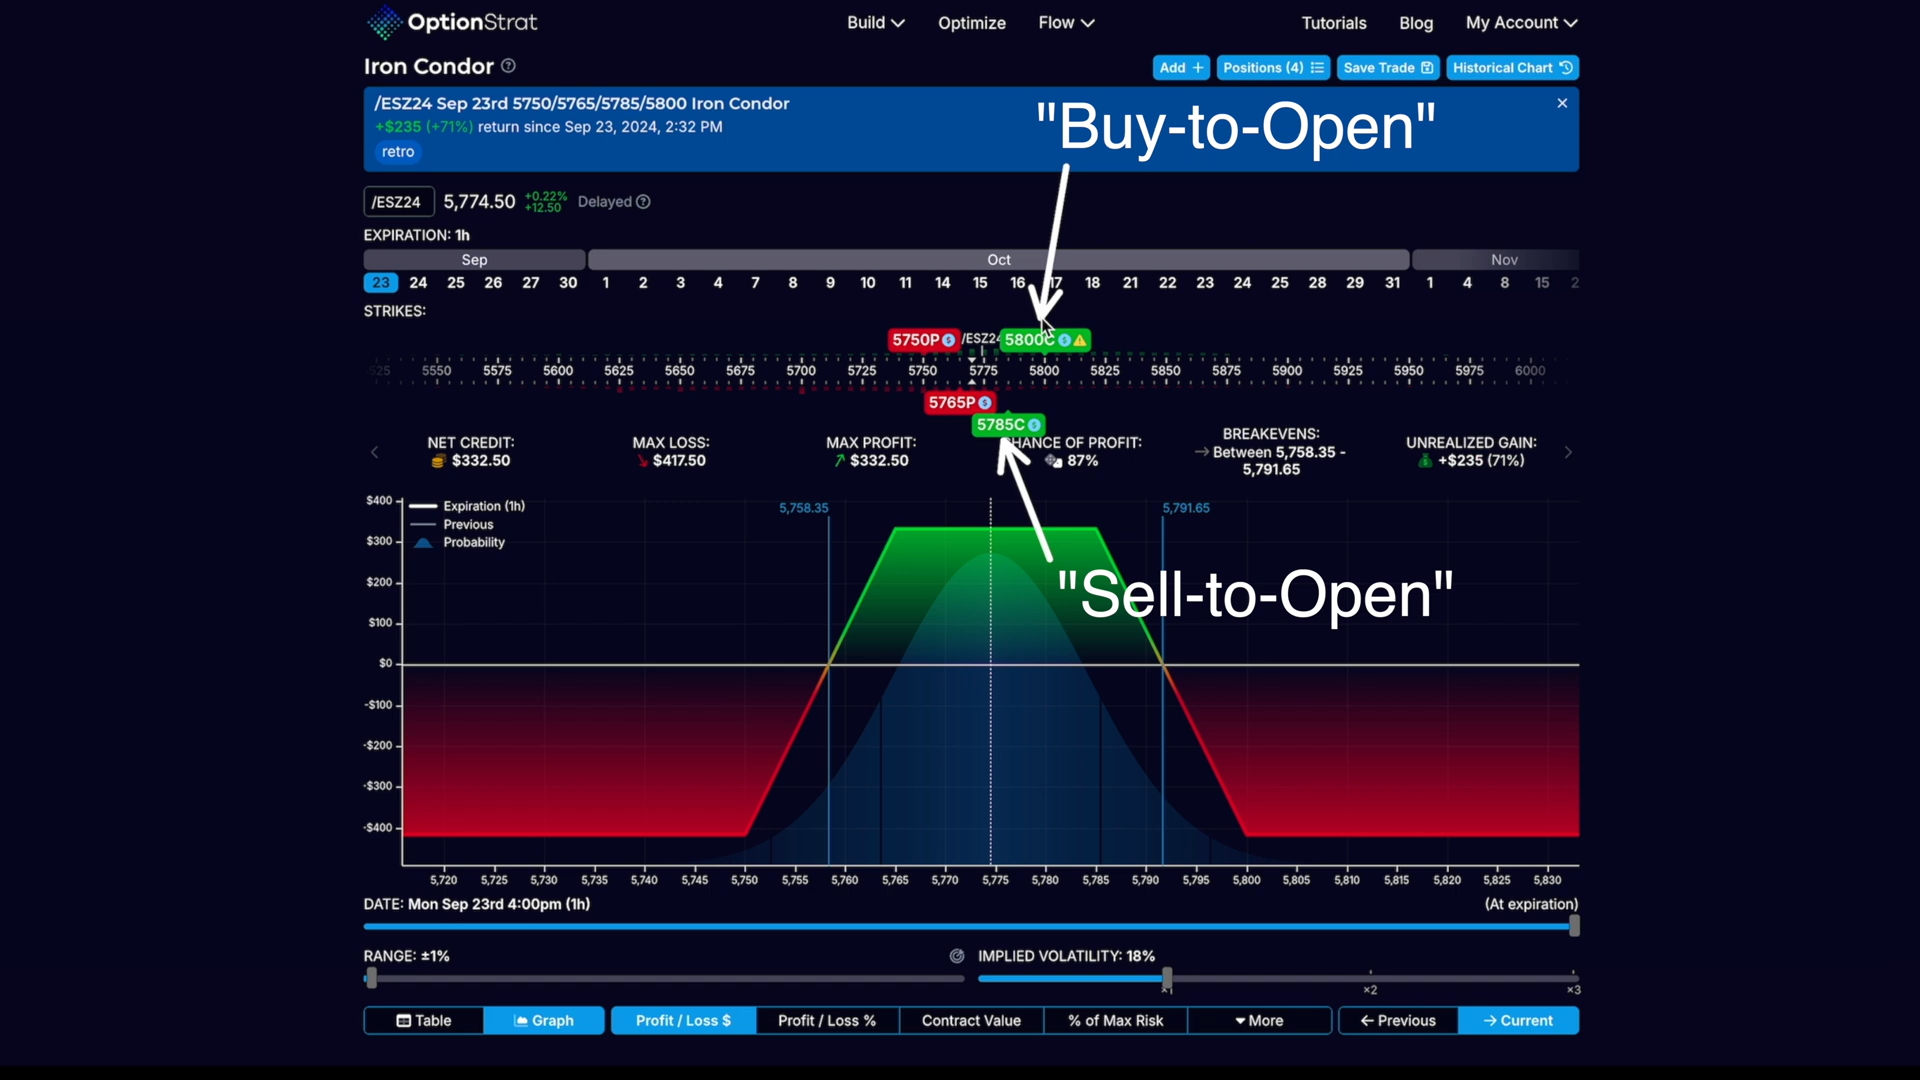 OptionStrat
Build Optimize Flow Tutorials Blog My Account
Iron Condor ?
Add + Positions (4) Save Trade Historical Chart
/ESZ24 Sep 23rd 5750/5765/5785/5800 Iron Condor
+$235 (+71%) return since Sep 23, 2024, 2:32 PM
retro
"Buy-to-Open"
/ESZ24 5,774.50 +0.22% +12.50 Delayed ?
EXPIRATION: 1h
Sep Oct Nov
23 24 25 26 27 30 1 2 3 4 7 8 9 10 11 14 15 16 17 18 21 22 23 24 25 28 29 31 1 4 8 15 2
STRIKES:
5750P /ESZ24 5800C
525 5550 5575 5600 5625 5650 5675 5700 5725 5750 5775 5800 5825 5850 5875 5900 5925 5950 5975 6000
5765P
5785C
NET CREDIT: MAX LOSS: MAX PROFIT: CHANCE OF PROFIT: BREAKEVENS: UNREALIZED GAIN:
$332.50 $417.50 $332.50 87% Between 5,758.35 - 5,791.65 +$235 (71%)
Expiration (1h)
Previous
Probability
5,758.35 5,791.65
"Sell-to-Open"
$400
$300
$200
$100
$0
-$100
-$200
-$300
-$400
5,720 5,725 5,730 5,735 5,740 5,745 5,750 5,755 5,760 5,765 5,770 5,775 5,780 5,785 5,790 5,795 5,800 5,805 5,810 5,815 5,820 5,825 5,830
DATE: Mon Sep 23rd 4:00pm (1h) (At expiration)
RANGE: ±1% IMPLIED VOLATILITY: 18%
×1 ×2 ×3
Table Graph Profit / Loss $ Profit / Loss % Contract Value % of Max Risk More Previous Current